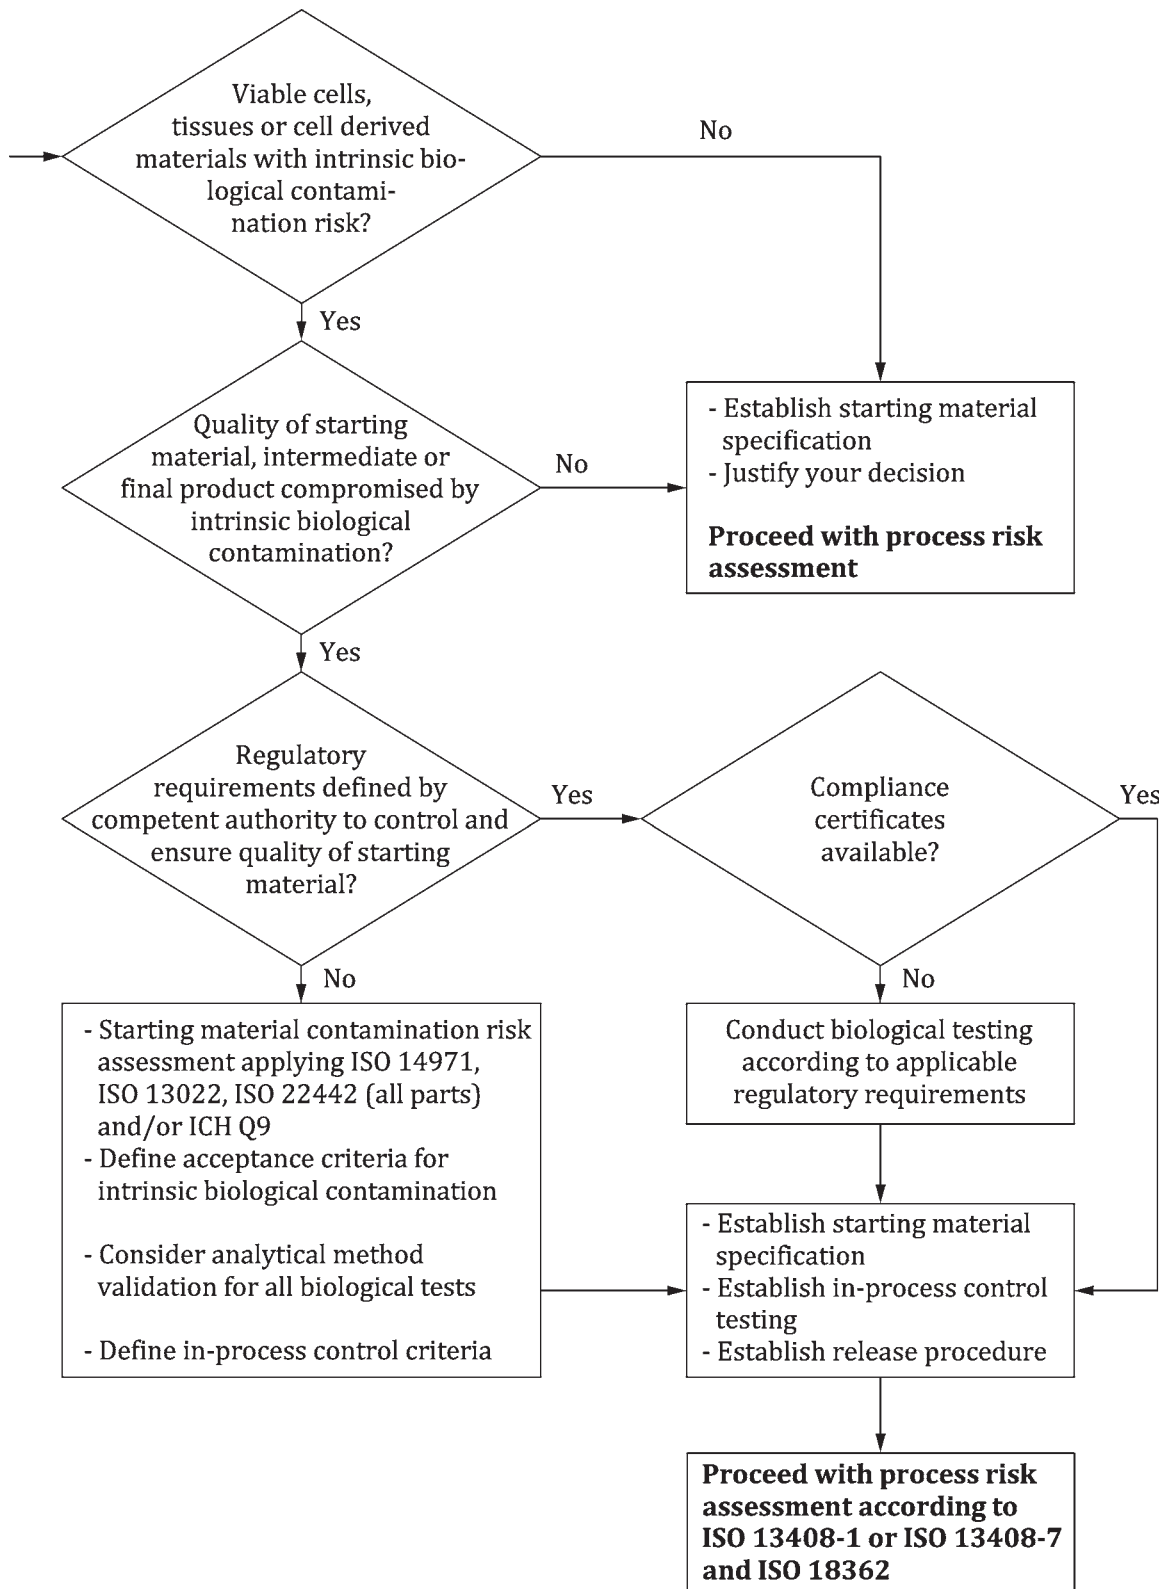 Viable cells,
tissues or cell derived
materials with intrinsic bio-
logical contami-
nation risk?
No
Yes
Quality of starting
material, intermediate or
final product compromised by
intrinsic biological
contamination?
No
- Establish starting material
specification
- Justify your decision
Proceed with process risk
assessment
Yes
Regulatory
requirements defined by
competent authority to control and
ensure quality of starting
material?
Yes
Compliance
certificates
available?
Yes
No
No
- Starting material contamination risk
assessment applying ISO 14971,
ISO 13022, ISO 22442 (all parts)
and/or ICH Q9
- Define acceptance criteria for
intrinsic biological contamination
- Consider analytical method
validation for all biological tests
- Define in-process control criteria
Conduct biological testing
according to applicable
regulatory requirements
- Establish starting material
specification
- Establish in-process control
testing
- Establish release procedure
Proceed with process risk
assessment according to
ISO 13408-1 or ISO 13408-7
and ISO 18362